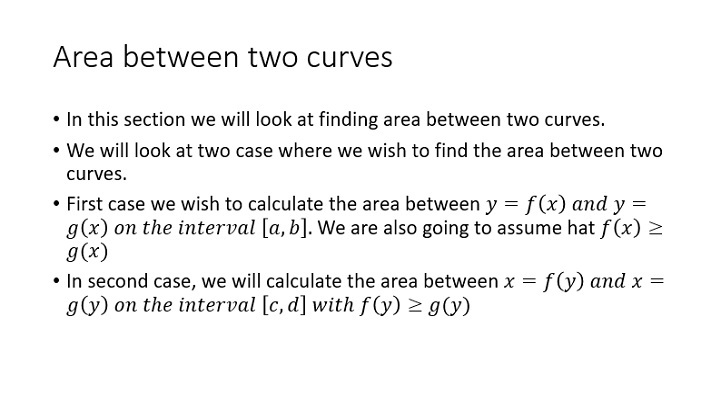 Area between two curves
• In this section we will look at finding area between two curves.
• We will look at two case where we wish to find the area between two
curves.
• First case we wish to calculate the area between y = f(x) and y =
g(x) on the interval [a, b]. We are also going to assume hat f(x) ≥
g(x)
• In second case, we will calculate the area between x = f(y) and x =
g(y) on the interval [c, d] with f(y) ≥ g(y)